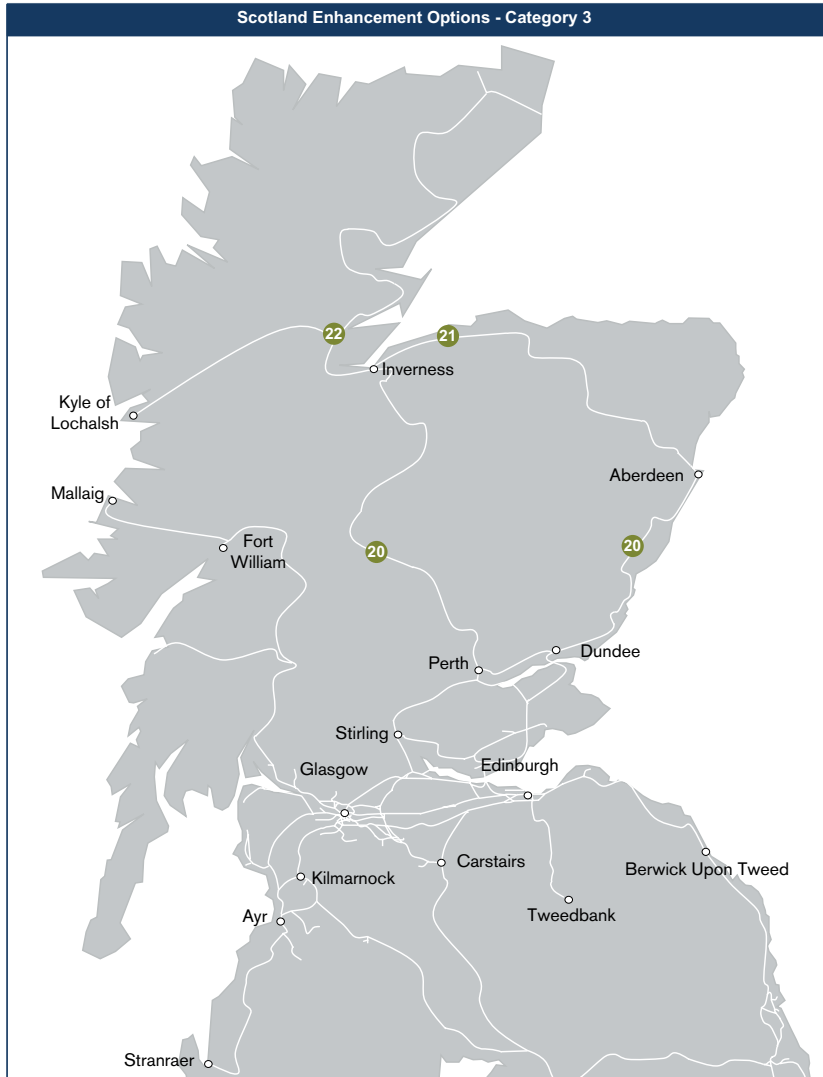 Scotland Enhancement Options - Category 3
22
21
Inverness
Kyle of
Lochalsh
Aberdeen
Mallaig
Fort
William
20
20
Dundee
Perth
Stirling
Edinburgh
Glasgow
Carstairs
Berwick Upon Tweed
Kilmarnock
Tweedbank
Ayr
Stranraer